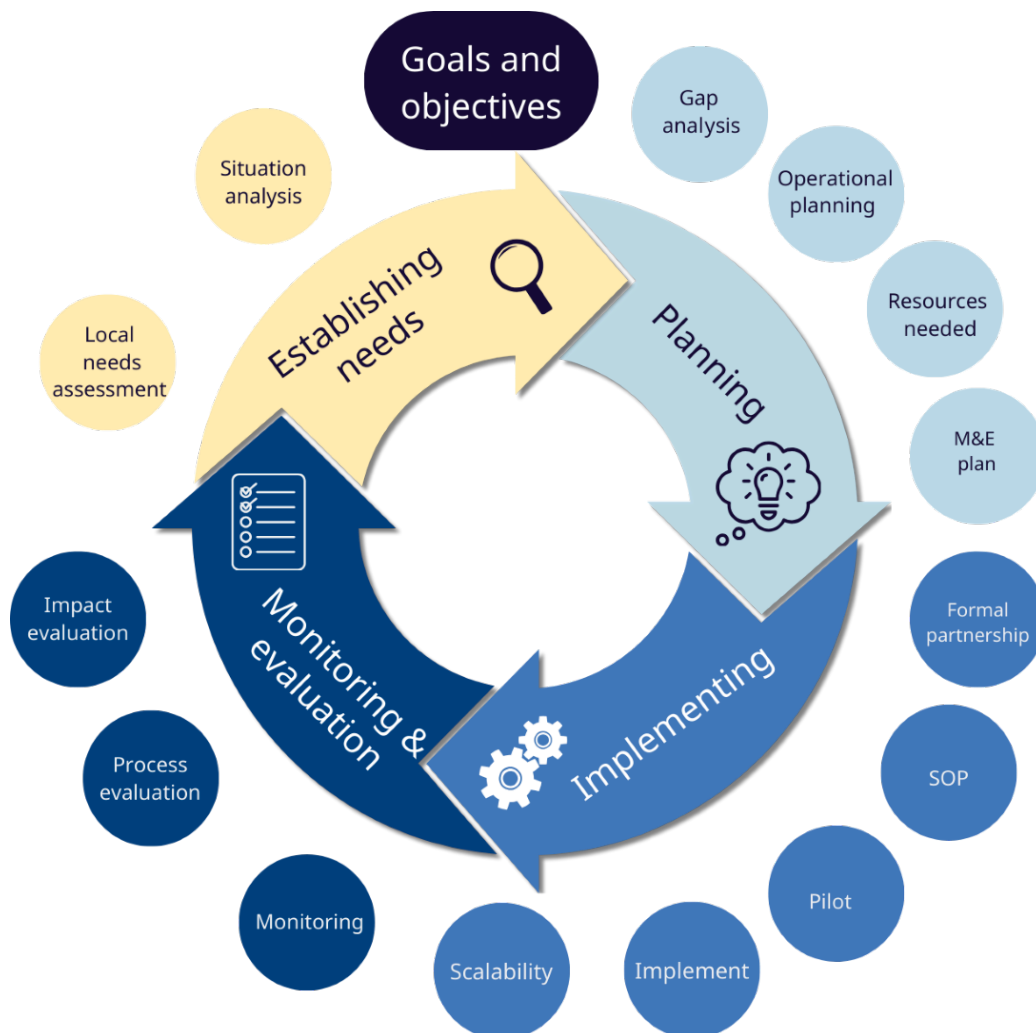 Goals and
objectives
Gap
analysis
Operational
planning
Resources
needed
M&E
plan
Formal
partnership
SOP
Pilot
Implement
Scalability
Monitoring
Process
evaluation
Impact
evaluation
Local
needs
assessment
Situation
analysis
Establishing
needs
Planning
Implementing
Monitoring &
evaluation